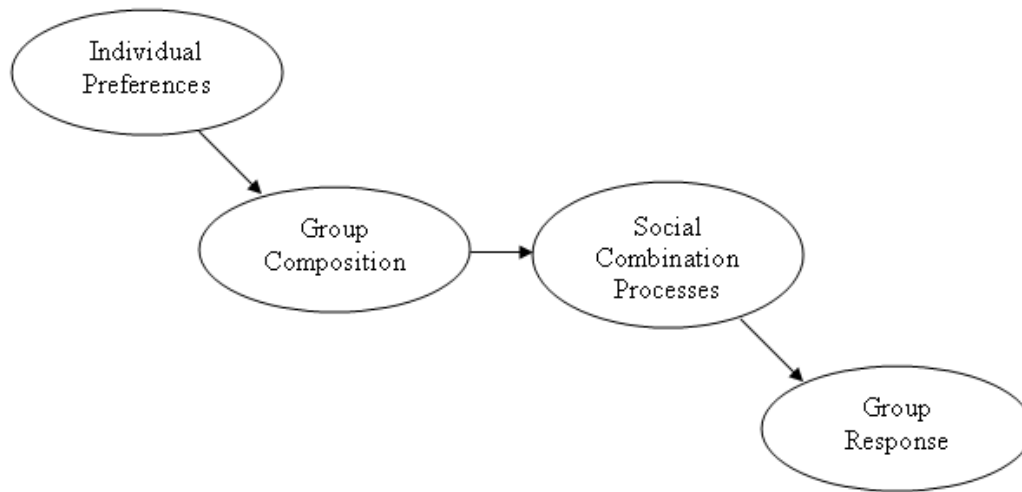 Individual
Preferences
Group
Composition
Social
Combination
Processes
Group
Response